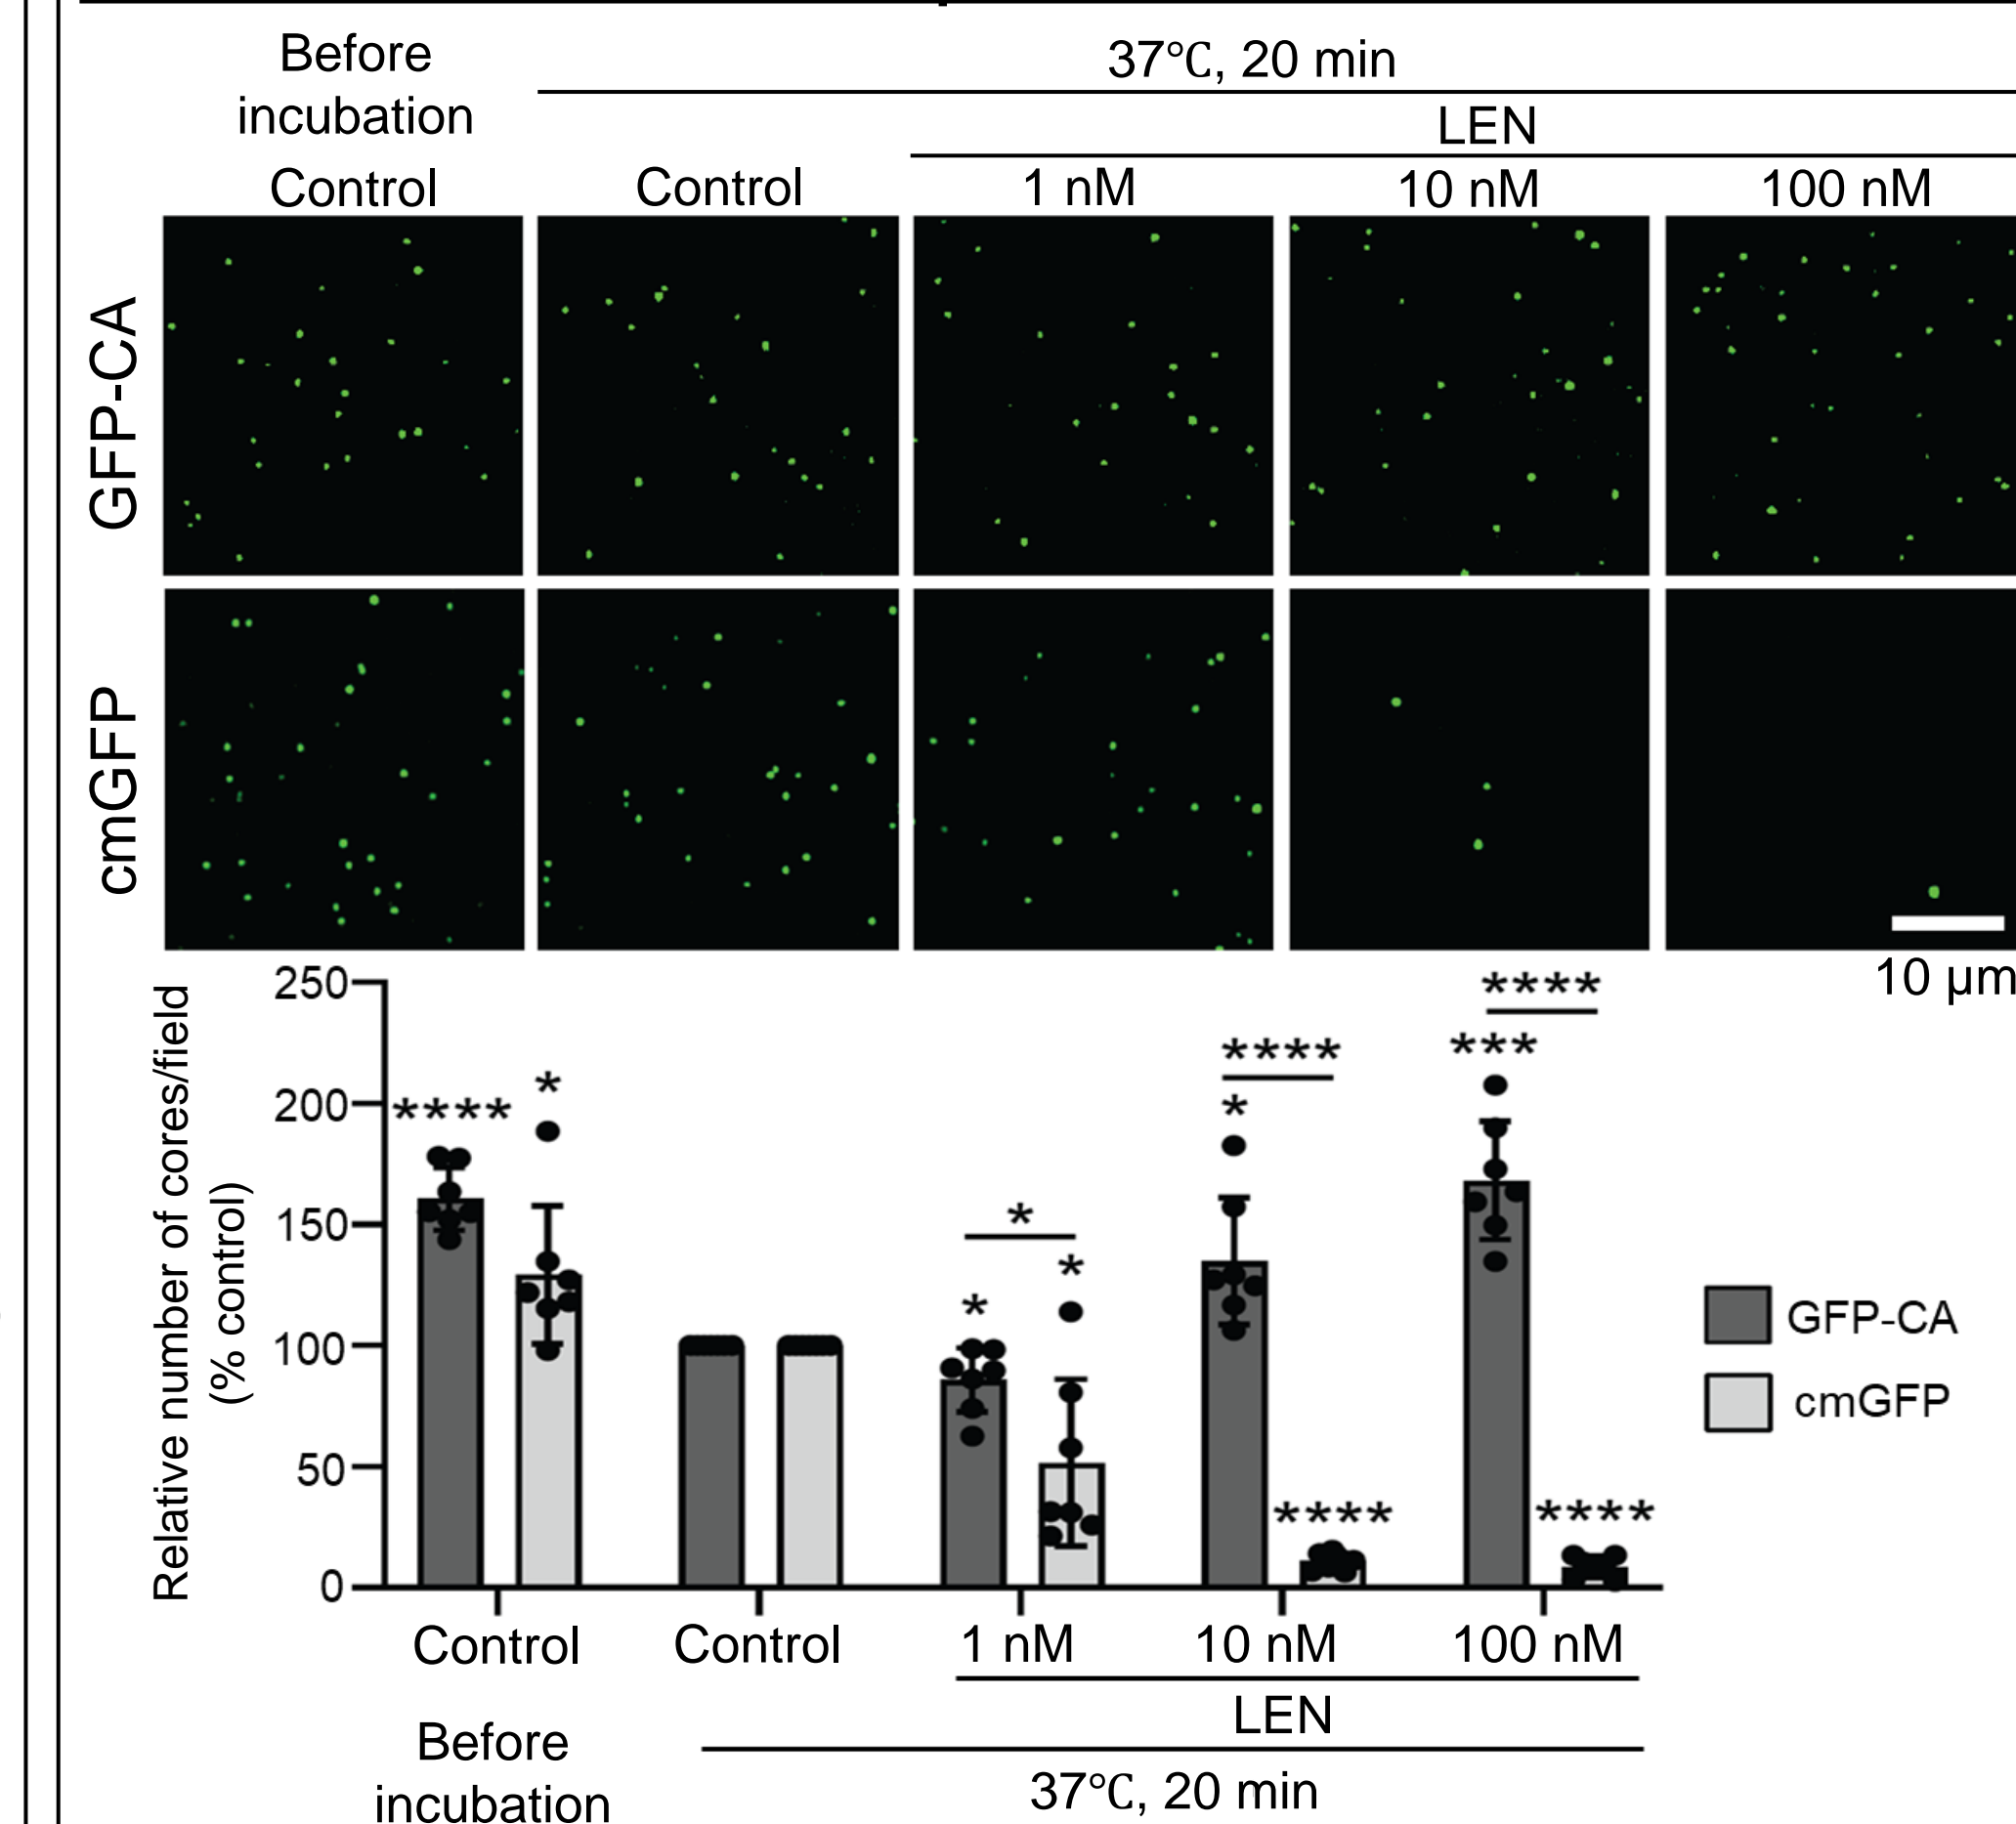 Before
incubation
37℃, 20 min
LEN
Control
Control
1 nM
10 nM
100 nM
GFP-CA
cmGFP
10 µm
Relative number of cores/field
(% control)
250
200
150
100
50
0
****
*
*
*
*
*
****
****
***
****
****
GFP-CA
cmGFP
Control
Control
1 nM
10 nM
100 nM
LEN
Before
incubation
37℃, 20 min